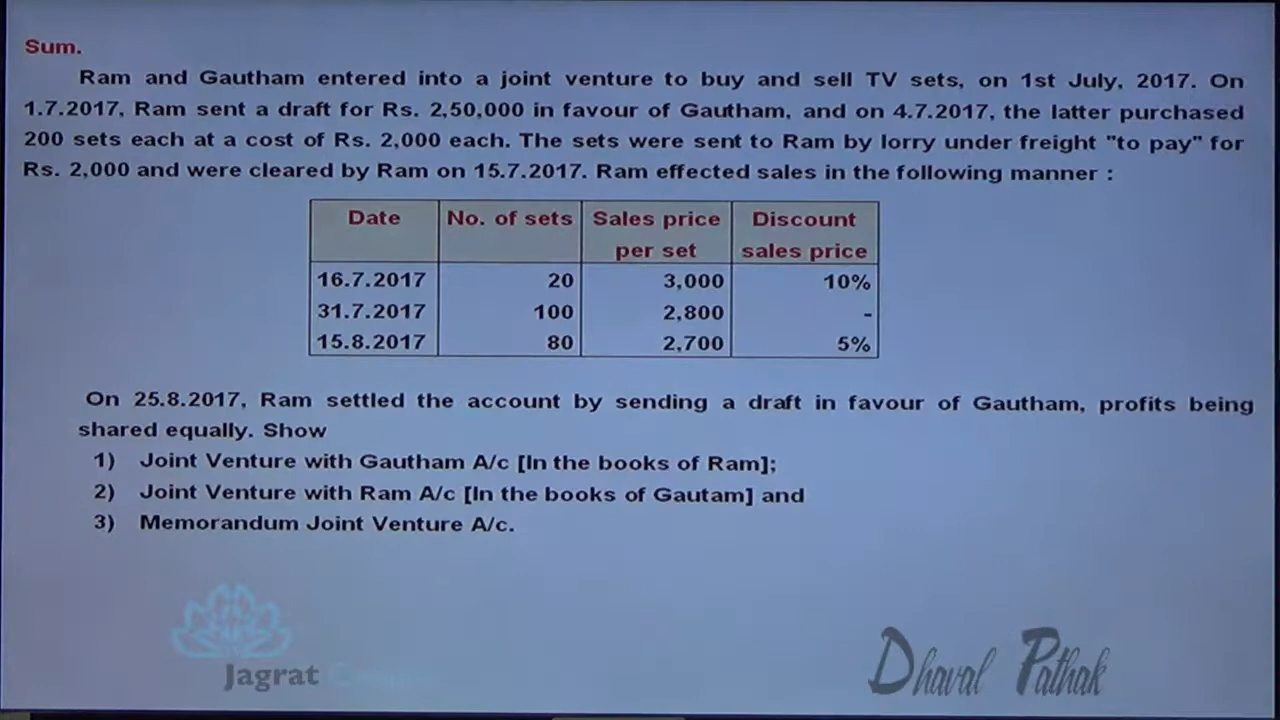 Sum.
Ram and Gautham entered into a joint venture to buy and sell TV sets, on 1st July, 2017. On
1.7.2017, Ram sent a draft for Rs. 2,50,000 in favour of Gautham, and on 4.7.2017, the latter purchased
200 sets each at a cost of Rs. 2,000 each. The sets were sent to Ram by lorry under freight "to pay" for
Rs. 2,000 and were cleared by Ram on 15.7.2017. Ram effected sales in the following manner :
Date No. of sets Sales price per set Discount sales price
16.7.2017 20 3,000 10%
31.7.2017 100 2,800 -
15.8.2017 80 2,700 5%
On 25.8.2017, Ram settled the account by sending a draft in favour of Gautham, profits being
shared equally. Show
1) Joint Venture with Gautham A/c [In the books of Ram];
2) Joint Venture with Ram A/c [In the books of Gautam] and
3) Memorandum Joint Venture A/c.
Jagrat
Dhaval Pathak